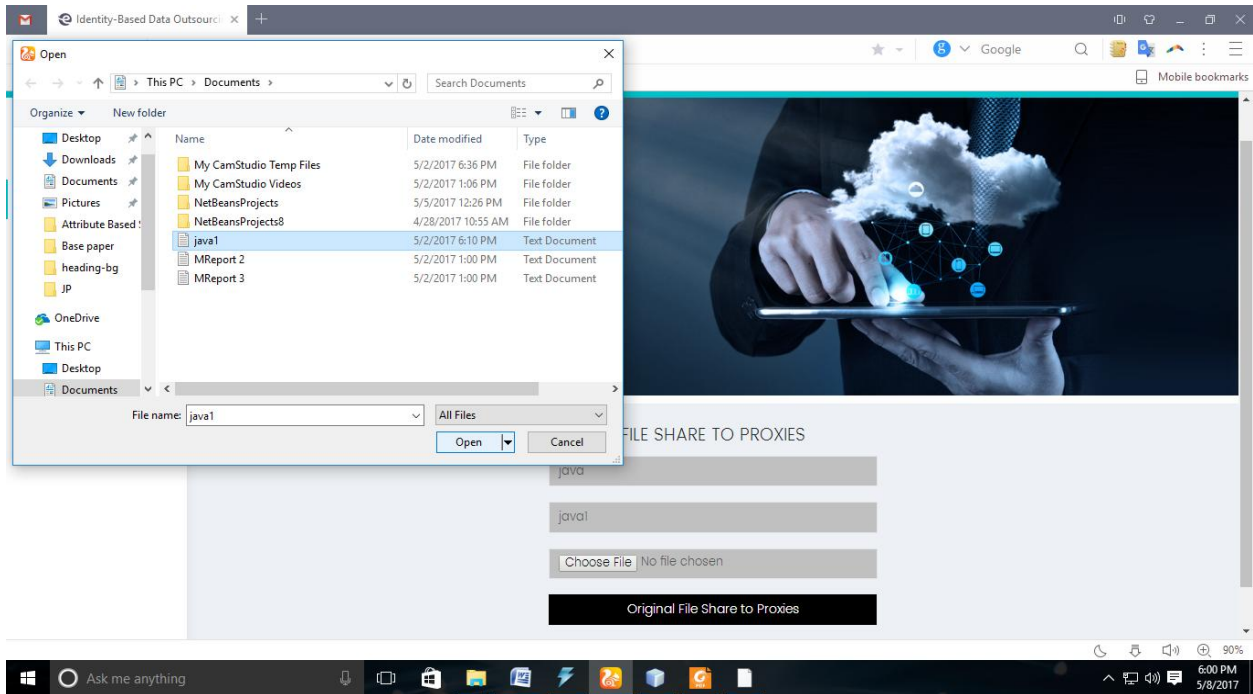 Identity-Based Data Outsourci
Open
Google
This PC > Documents >
Search Documents
Mobile bookmarks
Organize
New folder
Name
Date modified
Type
Desktop
Downloads
Documents
Pictures
Attribute Based
Base paper
heading-bg
JP
OneDrive
This PC
Desktop
Documents
My CamStudio Temp Files 5/2/2017 6:36 PM File folder
My CamStudio Videos 5/2/2017 1:06 PM File folder
NetBeansProjects 5/5/2017 12:26 PM File folder
NetBeansProjects8 4/28/2017 10:55 AM File folder
java1 5/2/2017 6:10 PM Text Document
MReport 2 5/2/2017 1:00 PM Text Document
MReport 3 5/2/2017 1:00 PM Text Document
File name: java1
All Files
Open
Cancel
FILE SHARE TO PROXIES
java
java1
Choose File No file chosen
Original File Share to Proxies
90%
Ask me anything
6:00 PM
5/8/2017